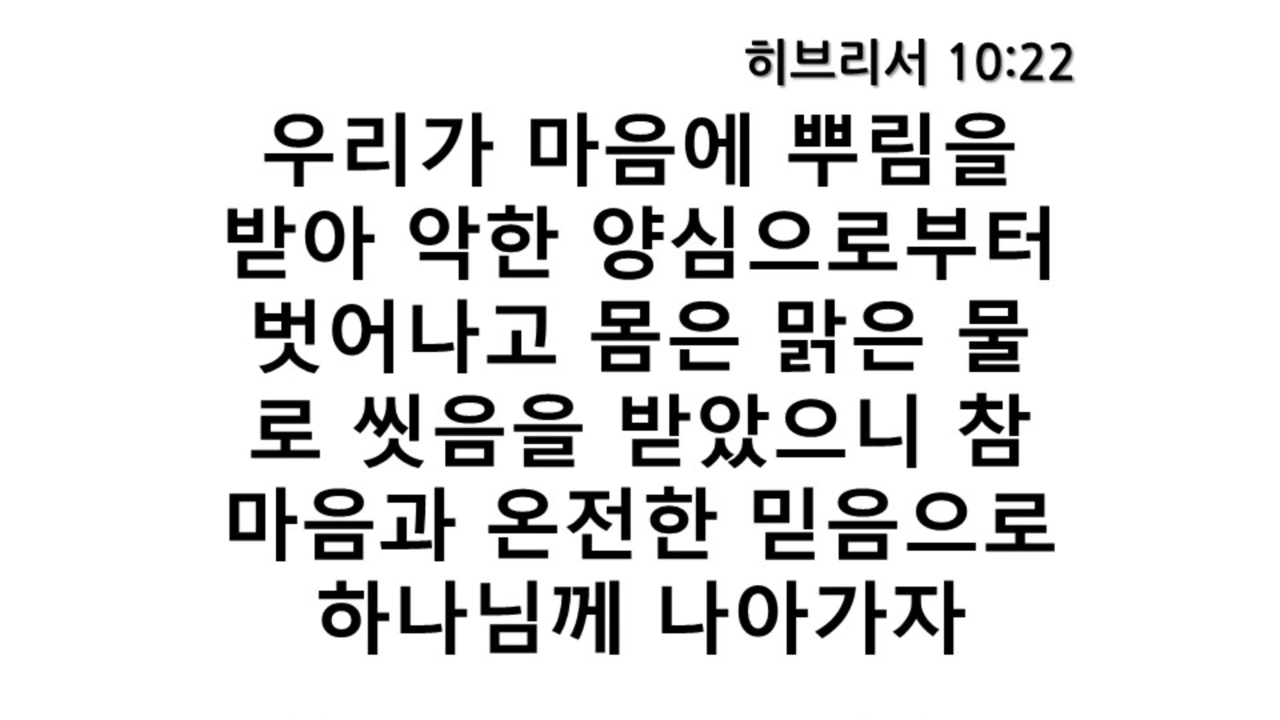 히브리서 10:22
우리가 마음에 뿌림을
받아 악한 양심으로부터
벗어나고 몸은 맑은 물
로 씻음을 받았으니 참
마음과 온전한 믿음으로
하나님께 나아가자